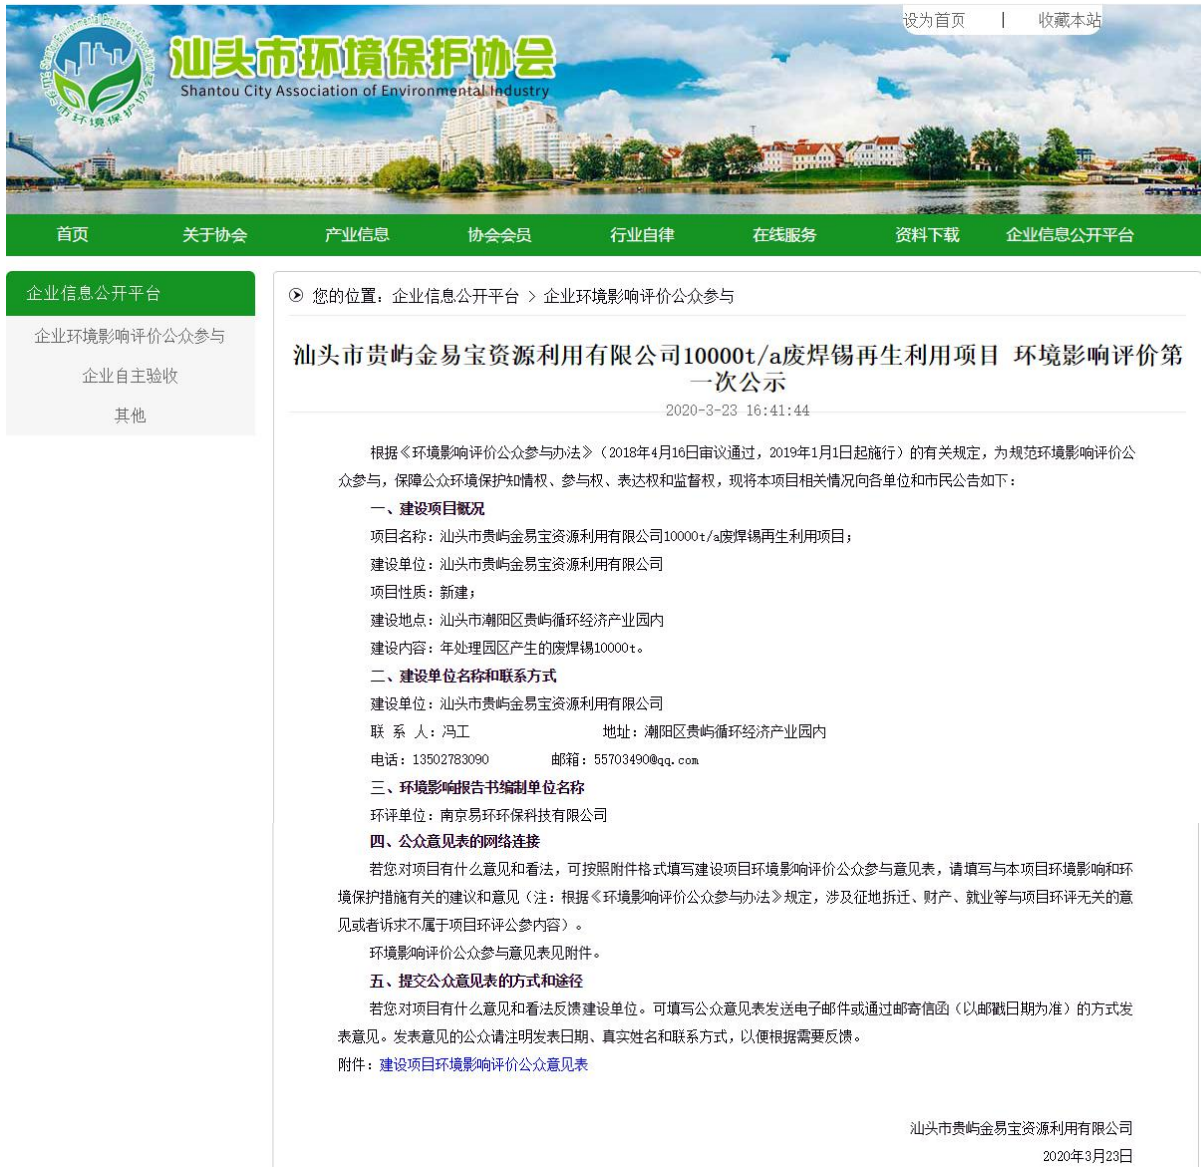 设为首页 | 收藏本站
汕头市环境保护协会
Shantou City Association of Environmental Industry
首页 关于协会 产业信息 协会会员 行业自律 在线服务 资料下载 企业信息公开平台
企业信息公开平台
企业环境影响评价公众参与
企业自主验收
其他
您的位置：企业信息公开平台 > 企业环境影响评价公众参与
汕头市贵屿金易宝资源利用有限公司10000t/a废焊锡再生利用项目 环境影响评价第
一次公示
2020-3-23 16:41:44
根据《环境影响评价公众参与办法》（2018年4月16日审议通过，2019年1月1日起施行）的有关规定，为规范环境影响评价公
众参与，保障公众环境保护知情权、参与权、表达权和监督权，现将本项目相关情况向各单位和市民公告如下：
一、建设项目概况
项目名称：汕头市贵屿金易宝资源利用有限公司10000t/a废焊锡再生利用项目；
建设单位：汕头市贵屿金易宝资源利用有限公司
项目性质：新建；
建设地点：汕头市潮阳区贵屿循环经济产业园内
建设内容：年处理园区产生的废焊锡10000t。
二、建设单位名称和联系方式
建设单位：汕头市贵屿金易宝资源利用有限公司
联 系 人：冯工 地址：潮阳区贵屿循环经济产业园内
电话：13502783090 邮箱：55703490@qq.com
三、环境影响报告书编制单位名称
环评单位：南京易环环保科技有限公司
四、公众意见表的网络连接
若您对项目有什么意见和看法，可按照附件格式填写建设项目环境影响评价公众参与意见表，请填写与本项目环境影响和环
境保护措施有关的建议和意见（注：根据《环境影响评价公众参与办法》规定，涉及征地拆迁、财产、就业等与项目环评无关的意
见或者诉求不属于项目环评公参内容）。
环境影响评价公众参与意见表见附件。
五、提交公众意见表的方式和途径
若您对项目有什么意见和看法反馈建设单位。可填写公众意见表发送电子邮件或通过邮寄信函（以邮戳日期为准）的方式发
表意见。发表意见的公众请注明发表日期、真实姓名和联系方式，以便根据需要反馈。
附件：建设项目环境影响评价公众意见表
汕头市贵屿金易宝资源利用有限公司
2020年3月23日